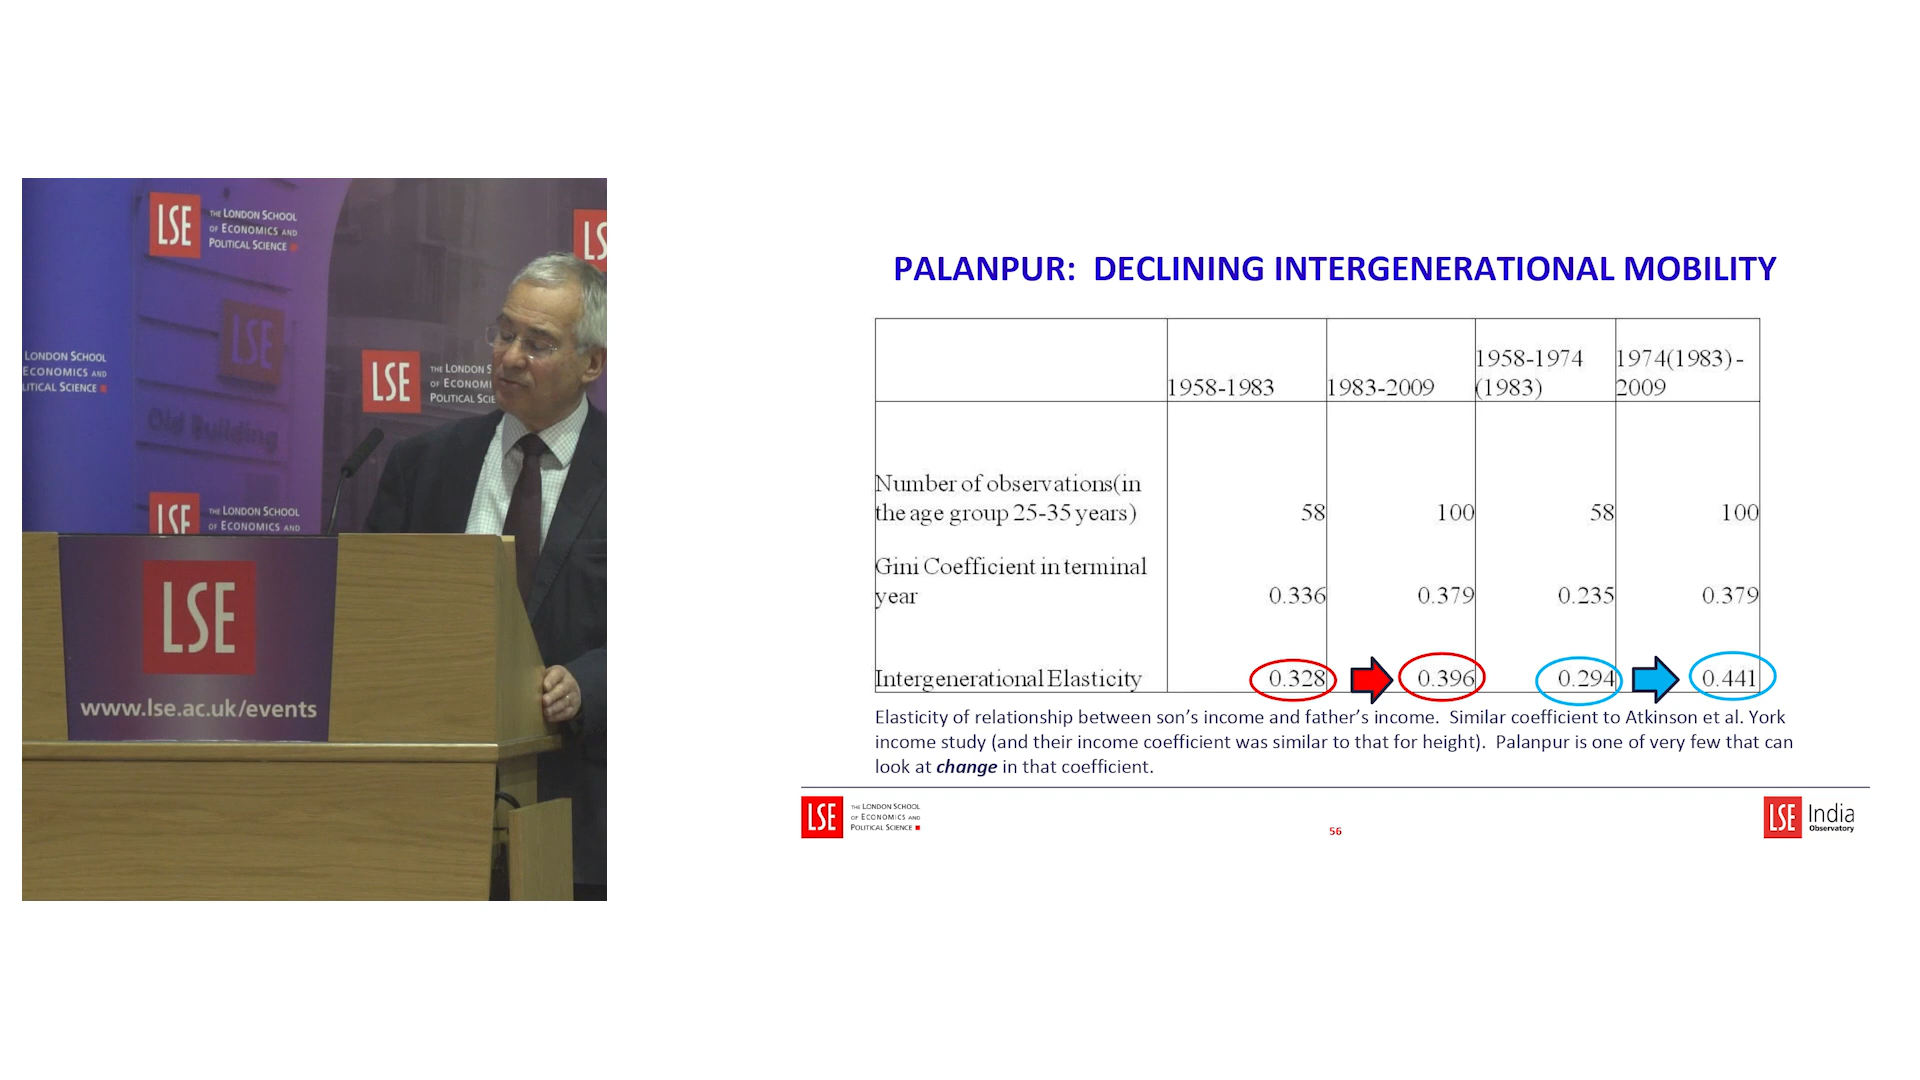 LSE
THE LONDON SCHOOL
OF ECONOMICS AND
POLITICAL SCIENCE
LS
LSE
LONDON SCHOOL
ECONOMICS AND
LITICAL SCIENCE
LSE
THE LONDON S
OF ECONOMI
POLITICAL SCIE
Old Building
LSE
THE LONDON SCHOOL
OF ECONOMICS AND
LSE
www.lse.ac.uk/events
PALANPUR: DECLINING INTERGENERATIONAL MOBILITY
1958-1983 1983-2009 1958-1974 (1983) 1974(1983) - 2009
Number of observations(in
the age group 25-35 years) 58 100 58 100
Gini Coefficient in terminal
year 0.336 0.379 0.235 0.379
Intergenerational Elasticity 0.328 0.396 0.294 0.441
Elasticity of relationship between son's income and father's income. Similar coefficient to Atkinson et al. York
income study (and their income coefficient was similar to that for height). Palanpur is one of very few that can
look at change in that coefficient.
LSE
THE LONDON SCHOOL
OF ECONOMICS AND
POLITICAL SCIENCE
56
LSE India
Observatory